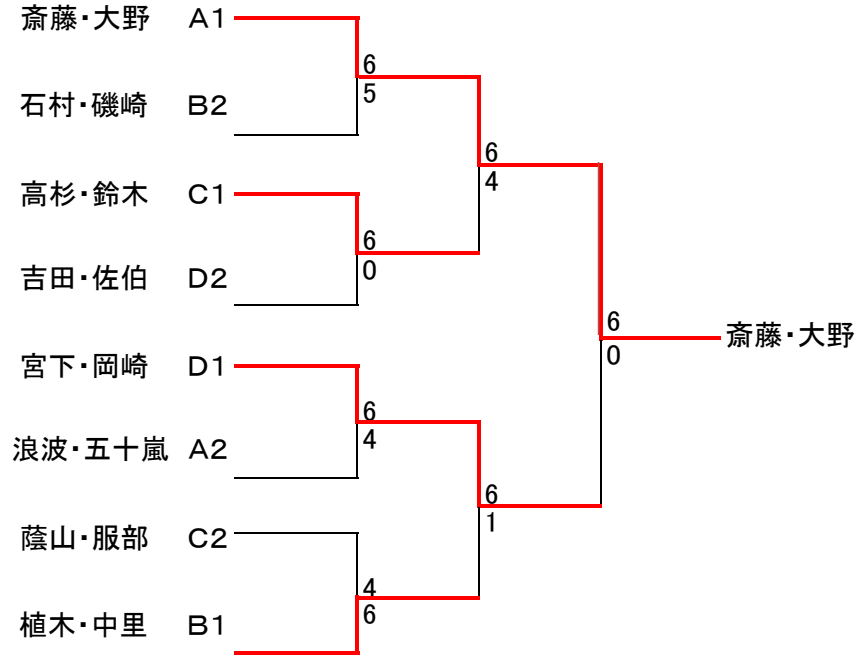 斎藤・大野 A1
6
5
石村・磯崎 B2
6
4
高杉・鈴木 C1
6
0
吉田・佐伯 D2
6
0
斎藤・大野
宮下・岡崎 D1
6
4
浪波・五十嵐 A2
6
1
蔭山・服部 C2
4
6
植木・中里 B1